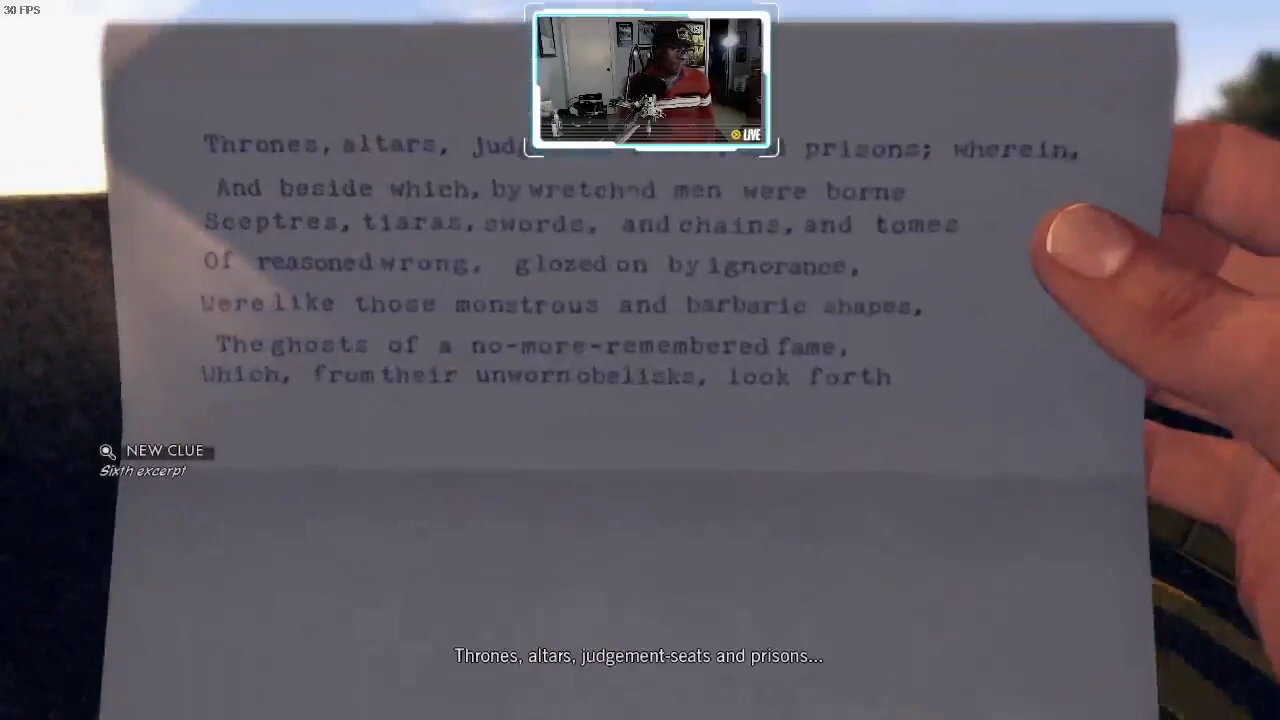 30 FPS
LIVE
Thrones, altars, prisons; wherein,
And beside which, by wretched men were borne
Sceptres, tiaras, swords, and chains, and tomes
Of reasoned wrong, glozed on by ignorance,
Were like those monstrous and barbaric shapes,
The ghosts of a no-more-remembered fame,
Which, from their unworn obelisks, look forth
NEW CLUE
Sixth excerpt
Thrones, altars, judgement-seats and prisons...